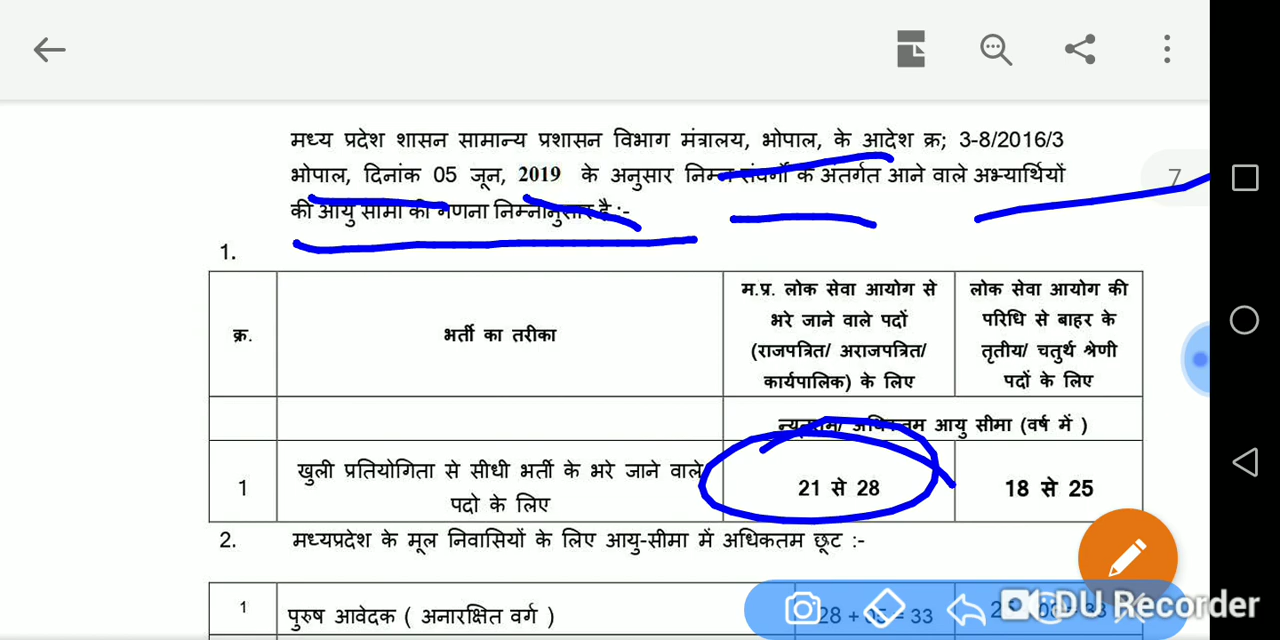 मध्य प्रदेश शासन सामान्य प्रशासन विभाग मंत्रालय, भोपाल, के आदेश क्र; 3-8/2016/3
भोपाल, दिनांक 05 जून, 2019 के अनुसार निम्न संवर्गों के अंतर्गत आने वाले अभ्यार्थियों
7
की आयु सीमा की गणना निम्नानुसार है :-
1.
क्र.
भर्ती का तरीका
म.प्र. लोक सेवा आयोग से
भरे जाने वाले पदों
(राजपत्रित/ अराजपत्रित/
कार्यपालिक) के लिए
लोक सेवा आयोग की
परिधि से बाहर के
तृतीय/ चतुर्थ श्रेणी
पदों के लिए
न्यूनतम/ अधिकतम आयु सीमा (वर्ष में )
1
खुली प्रतियोगिता से सीधी भर्ती के भरे जाने वाले
पदो के लिए
21 से 28
18 से 25
2. मध्यप्रदेश के मूल निवासियों के लिए आयु-सीमा में अधिकतम छूट :-
1
पुरुष आवेदक ( अनारक्षित वर्ग )
28 + 05 = 33
DU Recorder